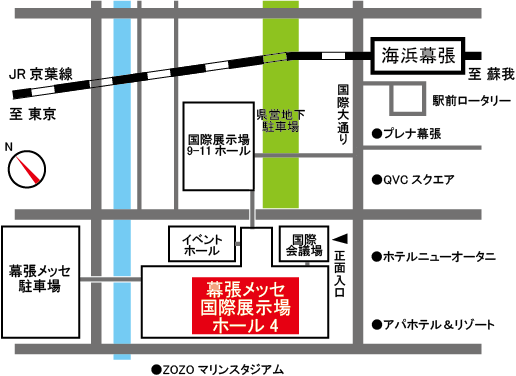 海浜幕張
JR 京葉線
至 蘇我
至 東京
駅前ロータリー
国際大通り
県営地下
駐車場
国際展示場
9-11 ホール
プレナ幕張
N
QVC スクエア
イベント
ホール
国際
会議場
正面入口
ホテルニューオータニ
幕張メッセ
駐車場
幕張メッセ
国際展示場
ホール 4
アパホテル＆リゾート
ZOZO マリンスタジアム